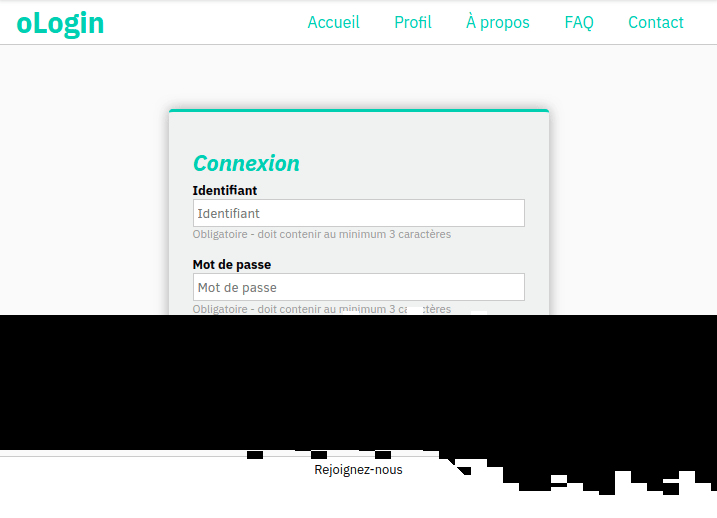 oLogin
Accueil Profil À propos FAQ Contact
Connexion
Identifiant
Identifiant
Obligatoire - doit contenir au minimum 3 caractères
Mot de passe
Mot de passe
Obligatoire - doit contenir au minimum 3 caractères
Rejoignez-nous